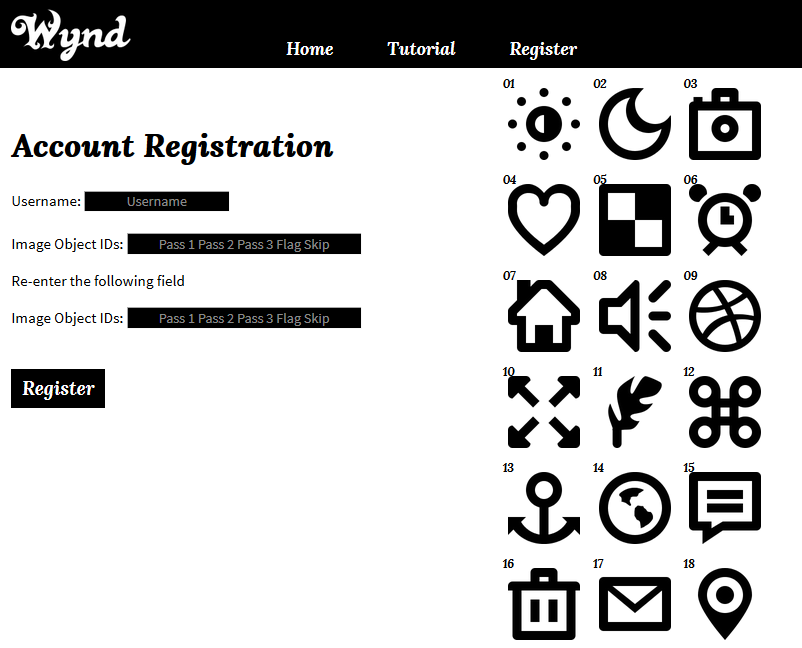 Wynd
Home Tutorial Register
Account Registration
Username: Username
Image Object IDs: Pass 1 Pass 2 Pass 3 Flag Skip
Re-enter the following field
Image Object IDs: Pass 1 Pass 2 Pass 3 Flag Skip
Register
01 02 03
04 05 06
07 08 09
10 11 12
13 14 15
16 17 18